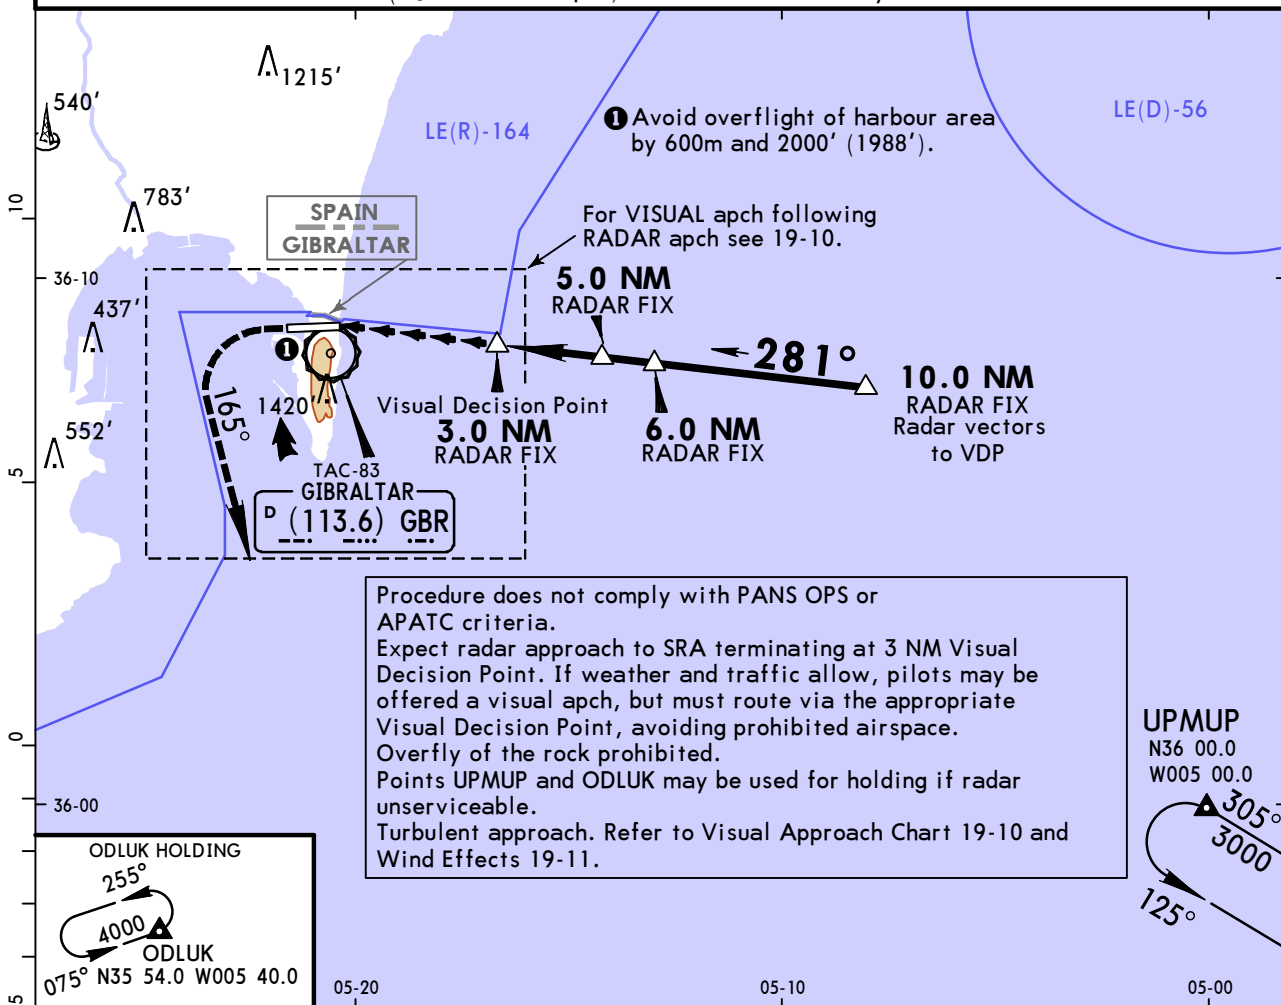 1215'
540'
LE(R)-164
❶ Avoid overflight of harbour area
by 600m and 2000' (1988').
LE(D)-56
783'
10
SPAIN
GIBRALTAR
For VISUAL apch following
RADAR apch see 19-10.
36-10
5.0 NM
RADAR FIX
437'
❶
281°
10.0 NM
RADAR FIX
Radar vectors
to VDP
165°
1420'
Visual Decision Point
3.0 NM
RADAR FIX
6.0 NM
RADAR FIX
552'
5
TAC-83
GIBRALTAR
D (113.6) GBR
Procedure does not comply with PANS OPS or
APATC criteria.
Expect radar approach to SRA terminating at 3 NM Visual
Decision Point. If weather and traffic allow, pilots may be
offered a visual apch, but must route via the appropriate
Visual Decision Point, avoiding prohibited airspace.
Overfly of the rock prohibited.
Points UPMUP and ODLUK may be used for holding if radar
unserviceable.
Turbulent approach. Refer to Visual Approach Chart 19-10 and
Wind Effects 19-11.
0
UPMUP
N36 00.0
W005 00.0
305°
3000
125°
36-00
ODLUK HOLDING
255°
4000
075°
ODLUK
N35 54.0 W005 40.0
5
05-20
05-10
05-00